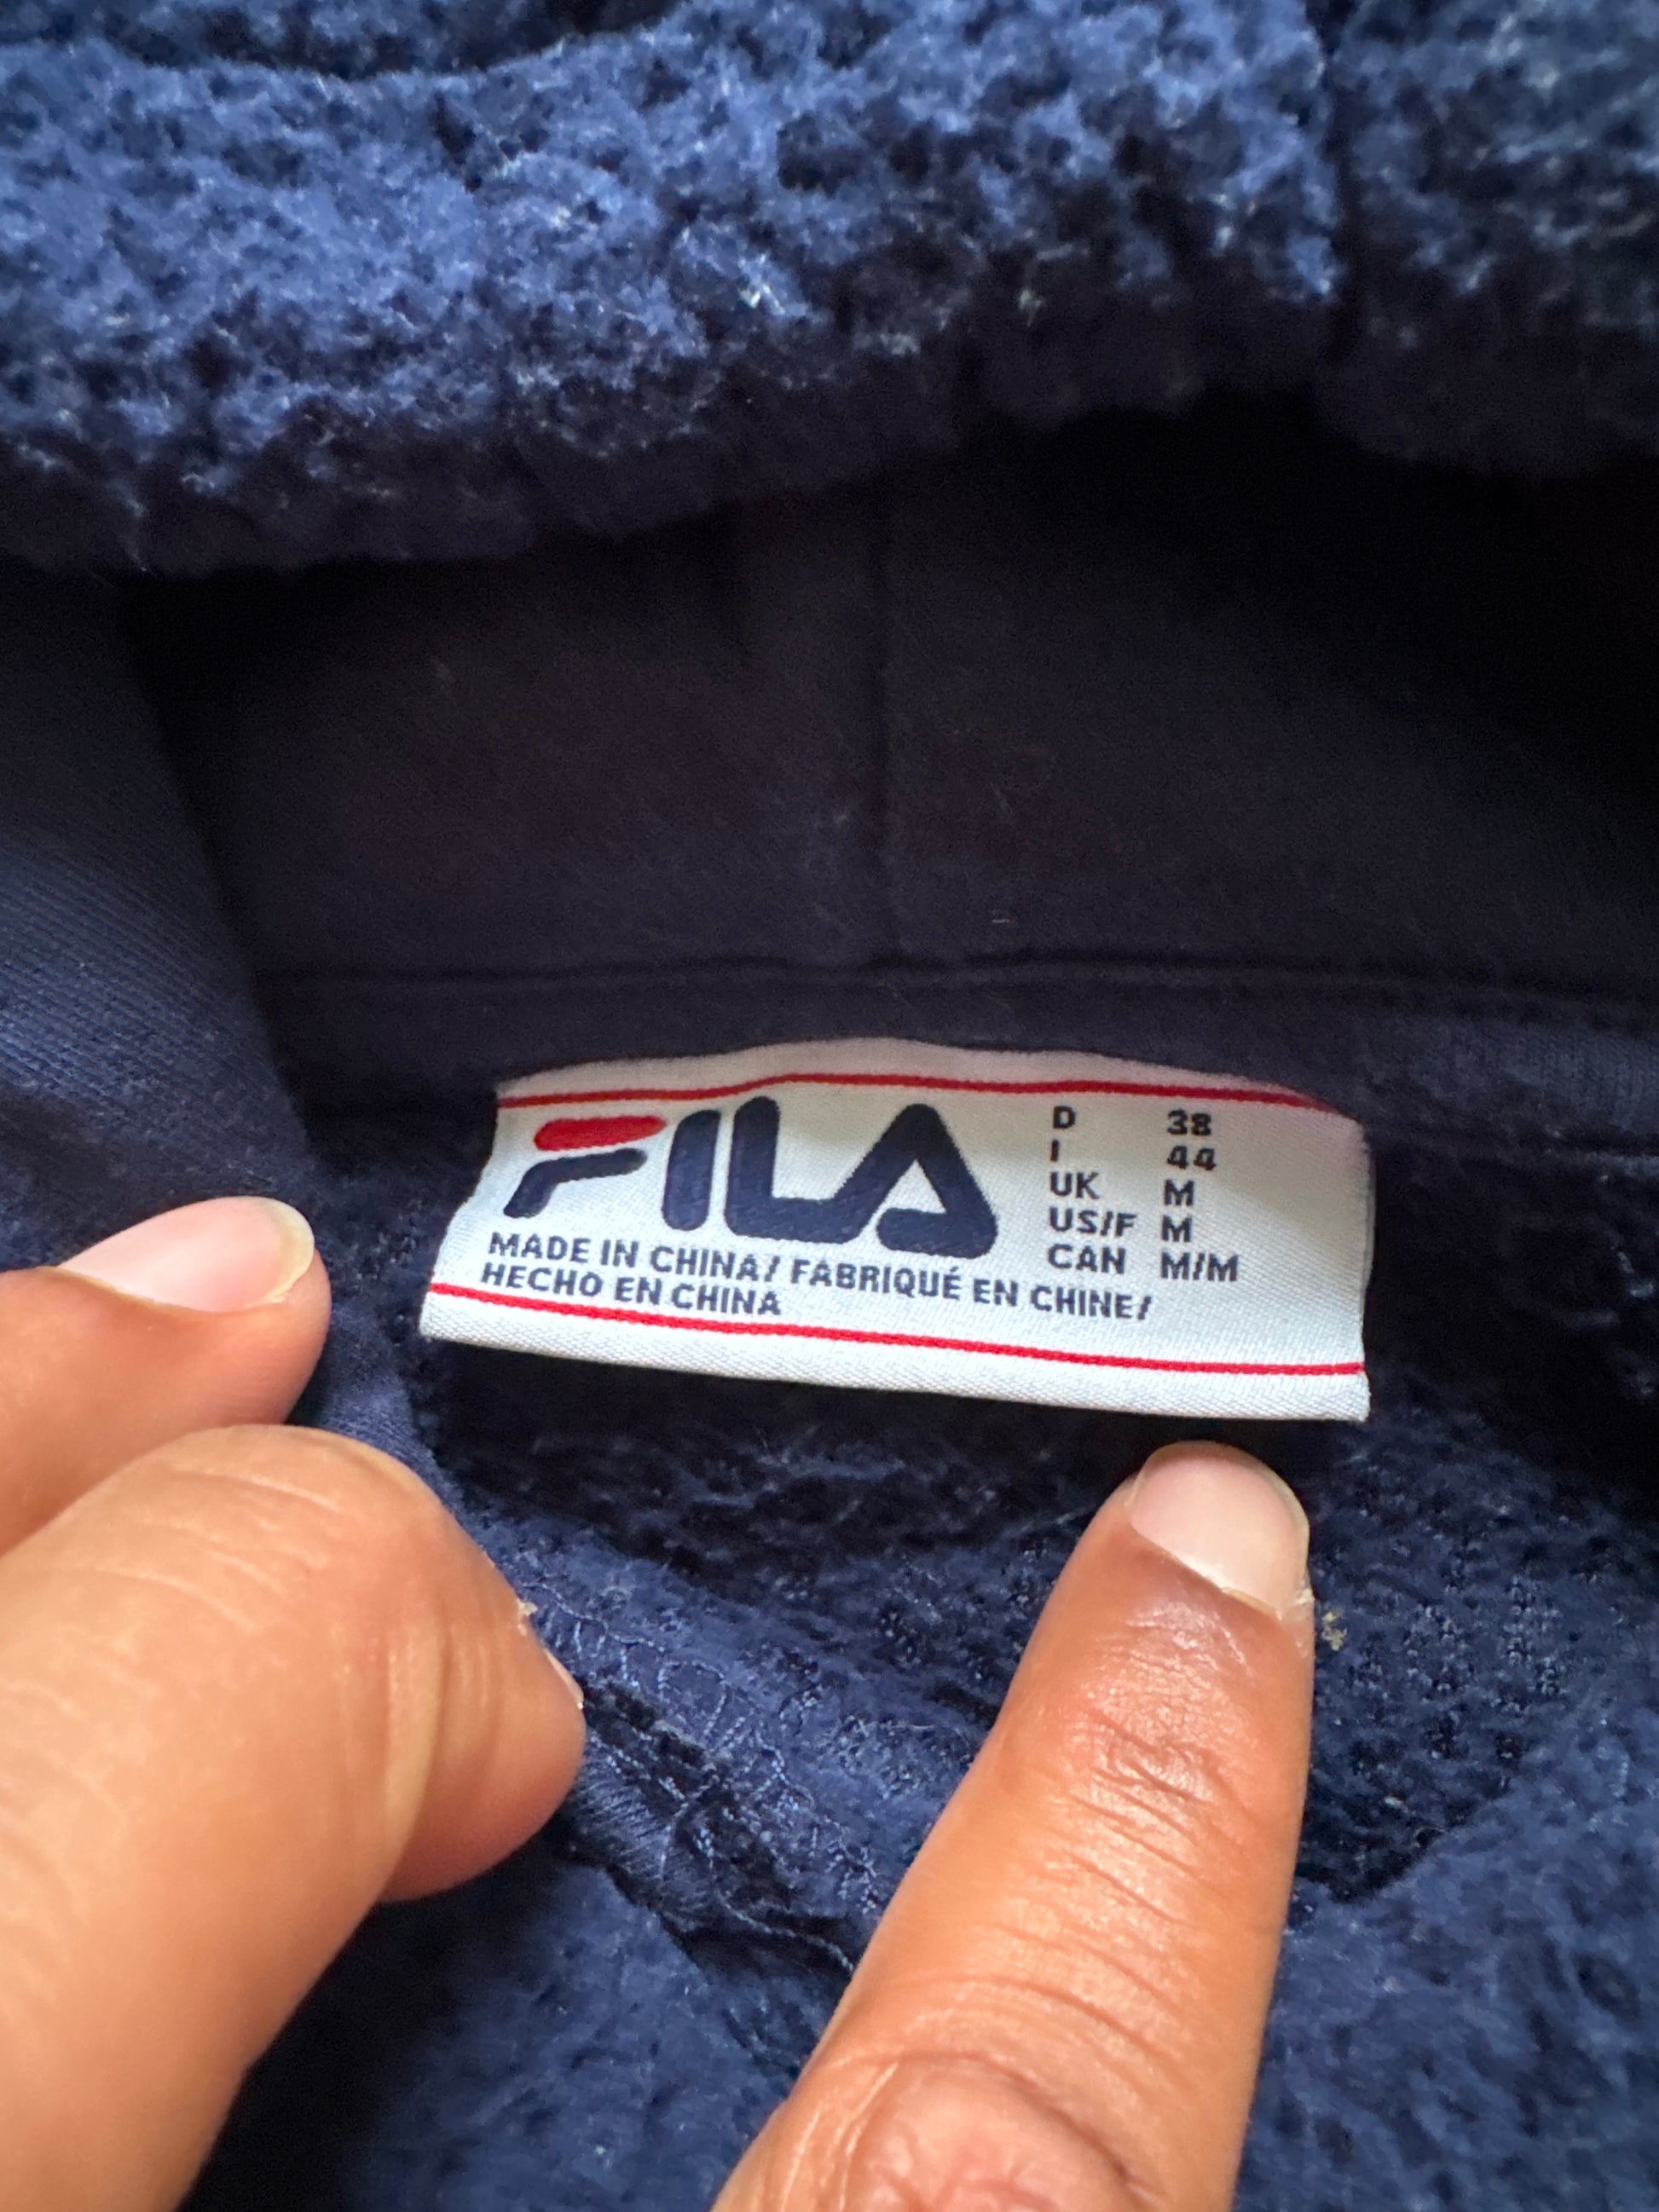 FILA
D 38
I 44
UK M
US/F M
CAN M/M
MADE IN CHINA/ FABRIQUÉ EN CHINE/
HECHO EN CHINA